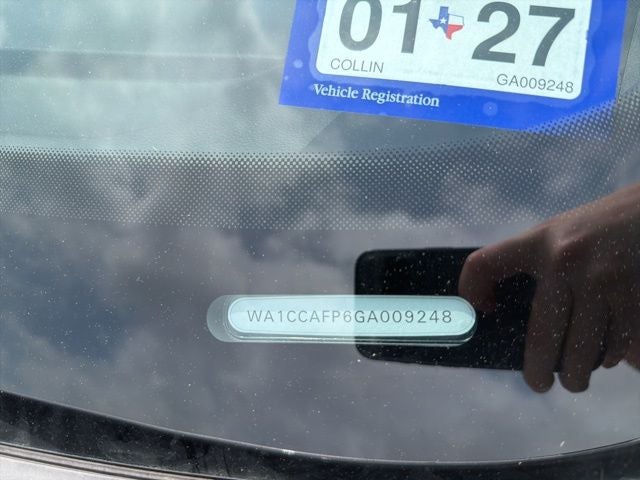 01 27
COLLIN
GA009248
Vehicle Registration
WA1CCAFP6GA009248